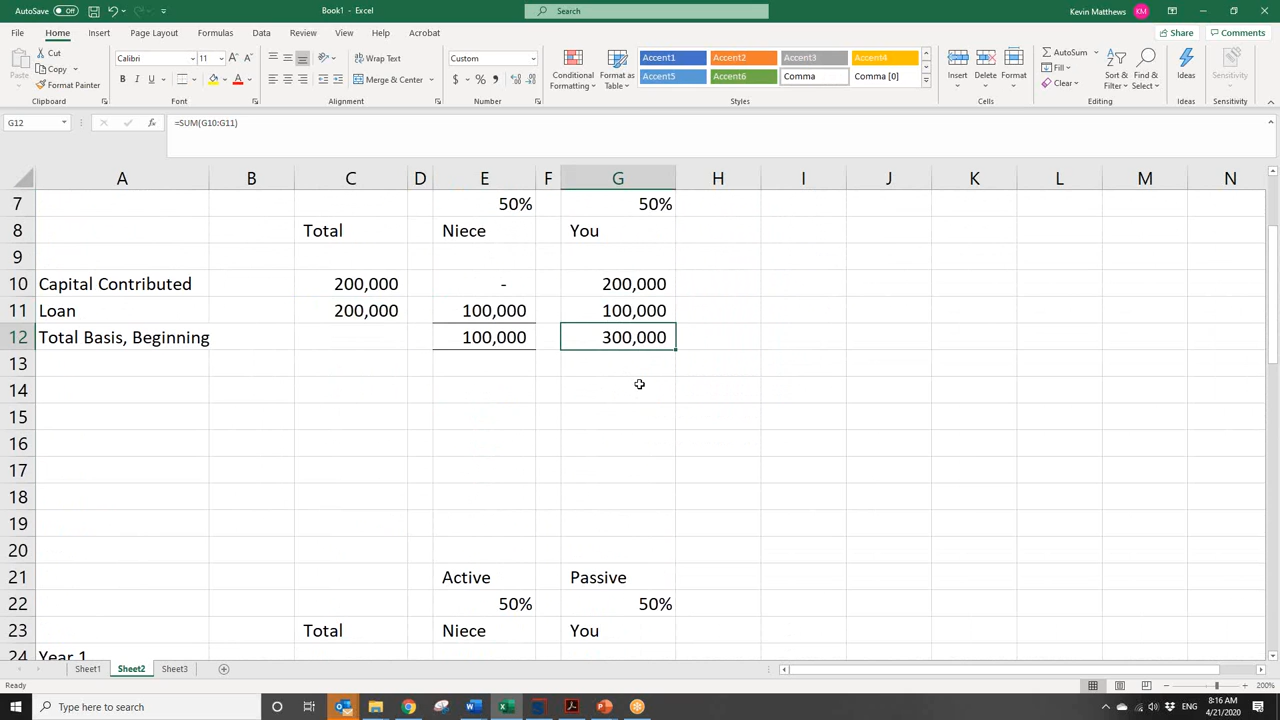 AutoSave Off Book1 - Excel Search Kevin Matthews KM
File Home Insert Page Layout Formulas Data Review View Help Acrobat Share Comments
Paste Cut Copy Format Painter Clipboard
Calibri 11 B I U A A Font
Wrap Text Merge & Center Alignment
Custom $ % Number
Conditional Formatting Format as Table
Accent1 Accent2 Accent3 Accent4
Accent5 Accent6 Comma Comma [0]
Styles
Insert Delete Format Cells
AutoSum Fill Clear Sort & Filter Find & Select Editing
Ideas Ideas
Sensitivity Sensitivity
G12 fx =SUM(G10:G11)
A B C D E F G H I J K L M N
7 50% 50%
8 Total Niece You
9
10 Capital Contributed 200,000 - 200,000
11 Loan 200,000 100,000 100,000
12 Total Basis, Beginning 100,000 300,000
13
14
15
16
17
18
19
20
21 Active Passive
22 50% 50%
23 Total Niece You
24 Year 1
Sheet1 Sheet2 Sheet3
Ready 200%
Type here to search ENG 8:16 AM
4/21/2020